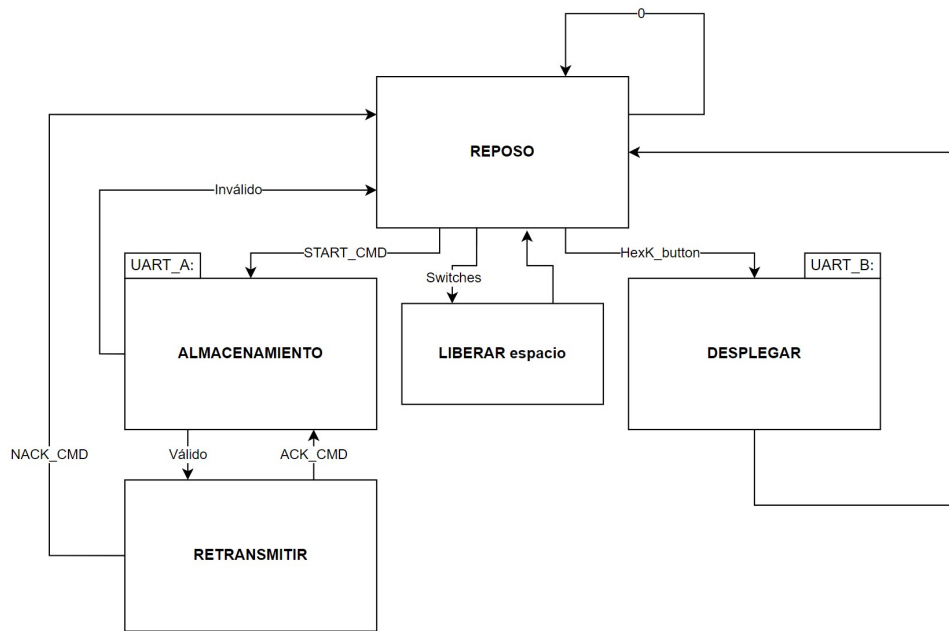 0
REPOSO
Inválido
START_CMD
HexK_button
UART_A:
UART_B:
Switches
ALMACENAMIENTO
LIBERAR espacio
DESPLEGAR
NACK_CMD
Válido
ACK_CMD
RETRANSMITIR